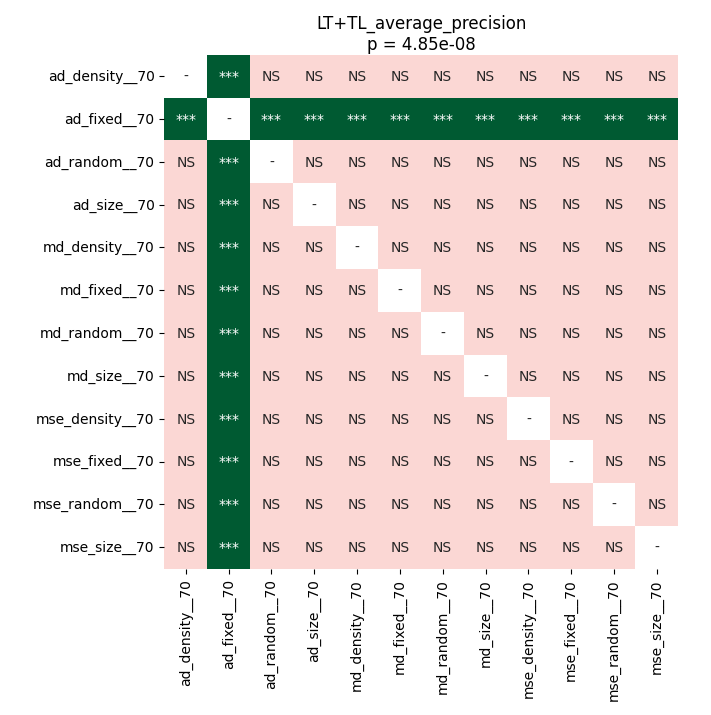 LT+TL_average_precision
p = 4.85e-08
ad_density__70 - *** NS NS NS NS NS NS NS NS NS NS
ad_fixed__70 *** - *** *** *** *** *** *** *** *** *** ***
ad_random__70 NS *** - NS NS NS NS NS NS NS NS NS
ad_size__70 NS *** NS - NS NS NS NS NS NS NS NS
md_density__70 NS *** NS NS - NS NS NS NS NS NS NS
md_fixed__70 NS *** NS NS NS - NS NS NS NS NS NS
md_random__70 NS *** NS NS NS NS - NS NS NS NS NS
md_size__70 NS *** NS NS NS NS NS - NS NS NS NS
mse_density__70 NS *** NS NS NS NS NS NS - NS NS NS
mse_fixed__70 NS *** NS NS NS NS NS NS NS - NS NS
mse_random__70 NS *** NS NS NS NS NS NS NS NS - NS
mse_size__70 NS *** NS NS NS NS NS NS NS NS NS -
ad_density__70
ad_fixed__70
ad_random__70
ad_size__70
md_density__70
md_fixed__70
md_random__70
md_size__70
mse_density__70
mse_fixed__70
mse_random__70
mse_size__70